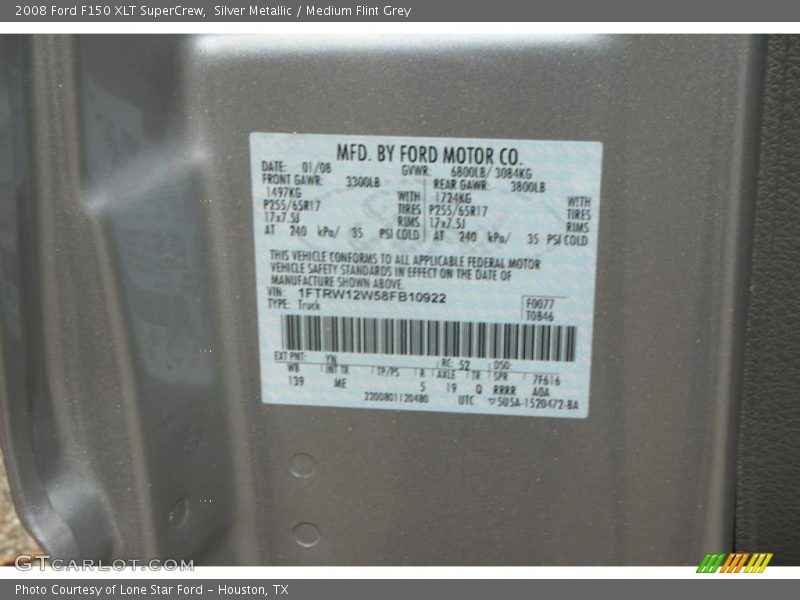 2008 Ford F150 XLT SuperCrew,  Silver Metallic / Medium Flint Grey
MFD. BY FORD MOTOR CO.
DATE: 01/08 GVWR: 6800LB/ 3084KG
FRONT GAWR: 3300LB REAR GAWR: 3800LB
1497KG WITH 1724KG WITH
P255/65R17 TIRES P255/65R17 TIRES
17x7.5J RIMS 17x7.5J RIMS
AT 240 kPa/ 35 PSI COLD AT 240 kPa/ 35 PSI COLD
THIS VEHICLE CONFORMS TO ALL APPLICABLE FEDERAL MOTOR
VEHICLE SAFETY STANDARDS IN EFFECT ON THE DATE OF
MANUFACTURE SHOWN ABOVE.
VIN: 1FTRW12W58FB10922 F0077
TYPE: Truck T0846
EXT PNT: YN RC: 52 DSO:
WB INT TR TP/PS R AXLE TR SPR 7F616
139 ME 5 19 Q RRRR A0A
2200801120480 UTC ▽5U5A-1520472-BA
GTCARLOT.COM
Photo Courtesy of Lone Star Ford - Houston, TX